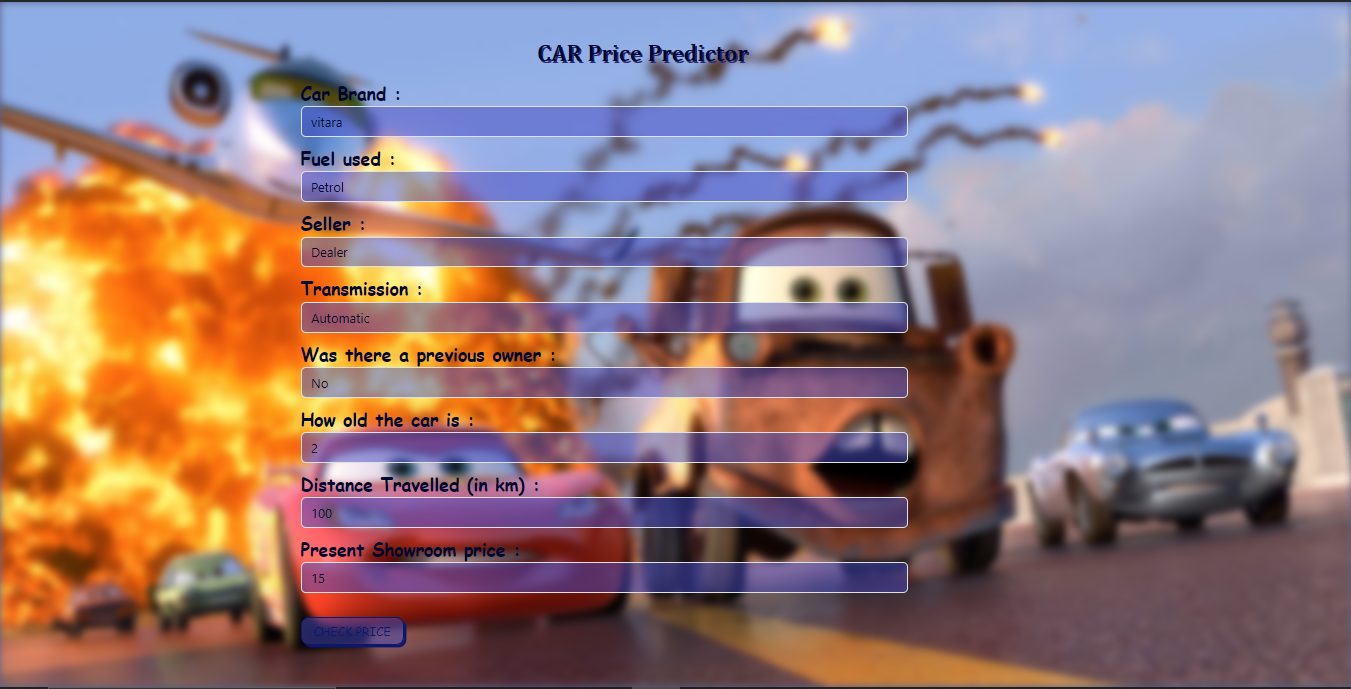 CAR Price Predictor
Car Brand :
vitara
Fuel used :
Petrol
Seller :
Dealer
Transmission :
Automatic
Was there a previous owner :
No
How old the car is :
2
Distance Travelled (in km) :
100
Present Showroom price :
15
CHECK PRICE